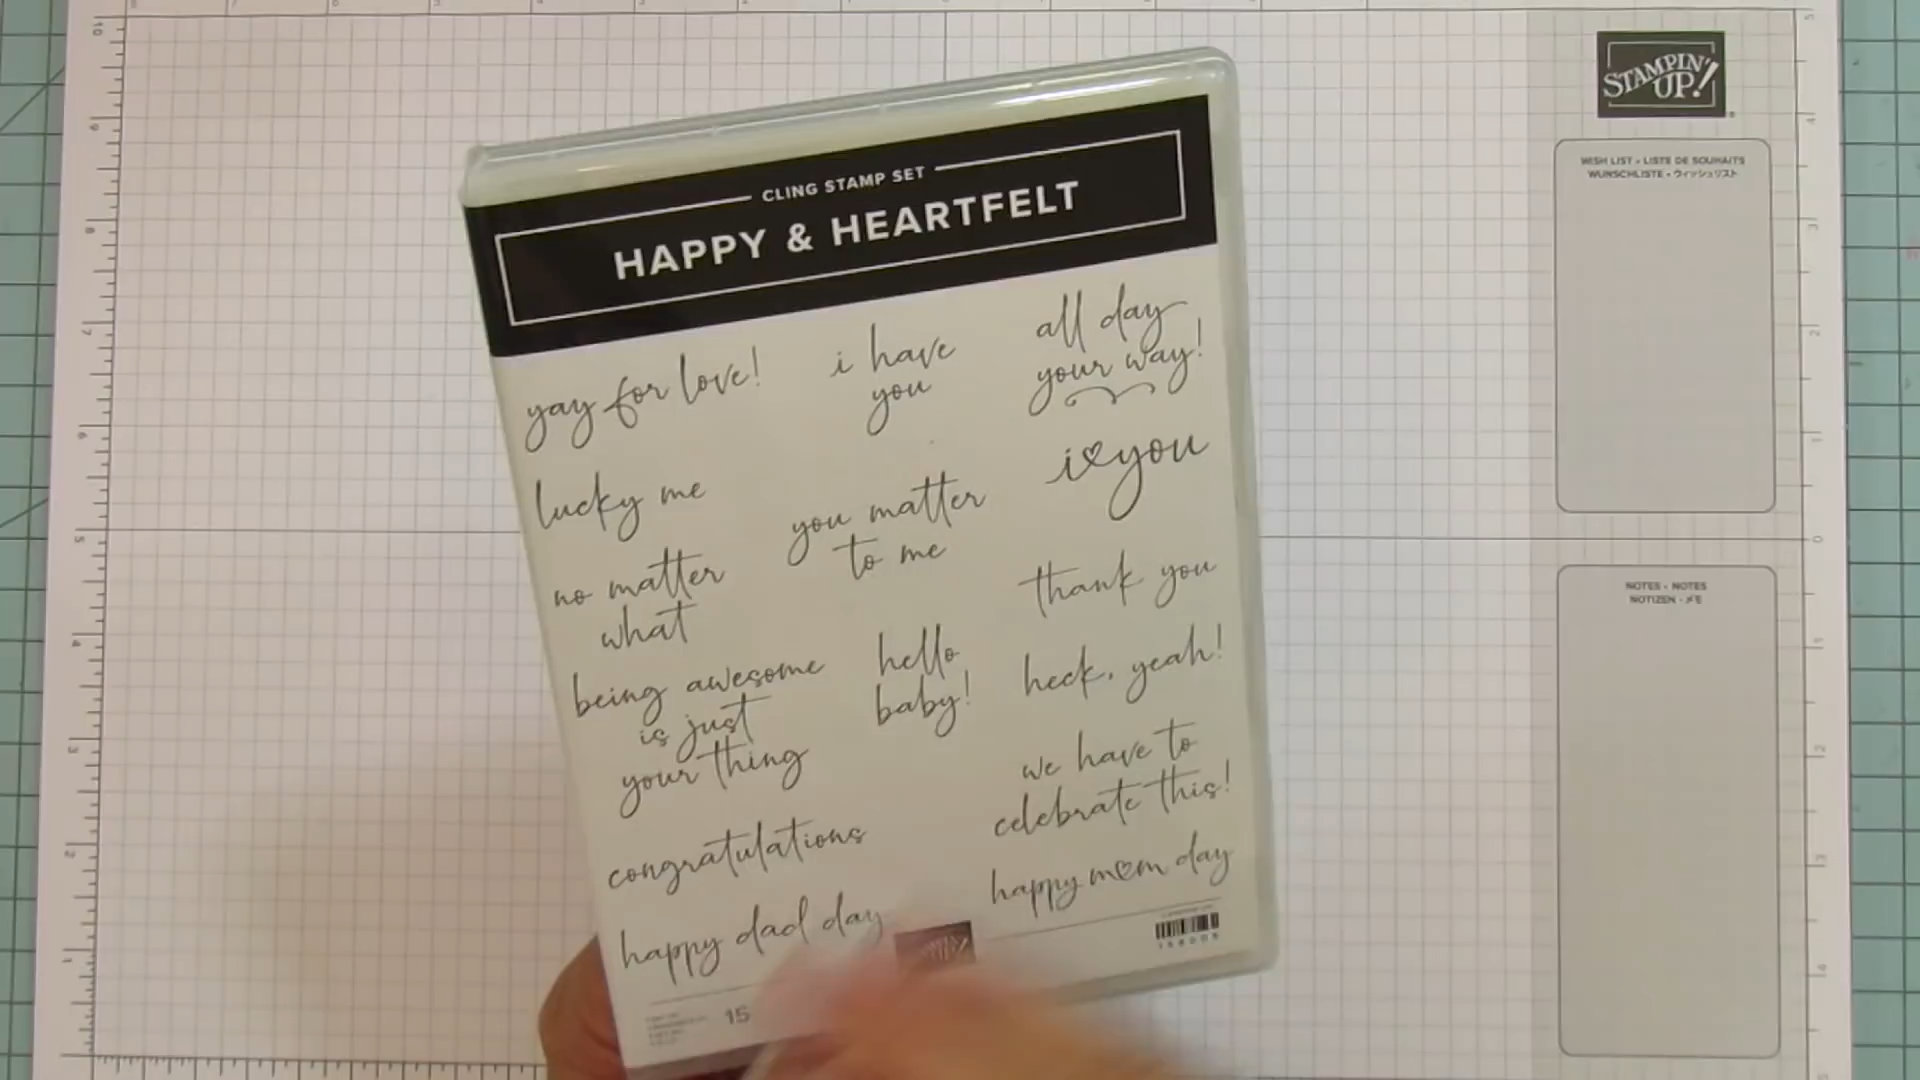 STAMPIN' UP!
WISH LIST • LISTE DE SOUHAITS
WUNSCHLISTE • ウィッシュリスト
NOTES • NOTES
NOTIZEN • メモ
CLING STAMP SET
HAPPY & HEARTFELT
yay for love!
i have
you
all day
your way!
lucky me
you matter
to me
i♡you
no matter
what
thank you
being awesome
is just
your thing
hello
baby!
heck, yeah!
we have to
celebrate this!
congratulations
happy mom day
happy dad day
15